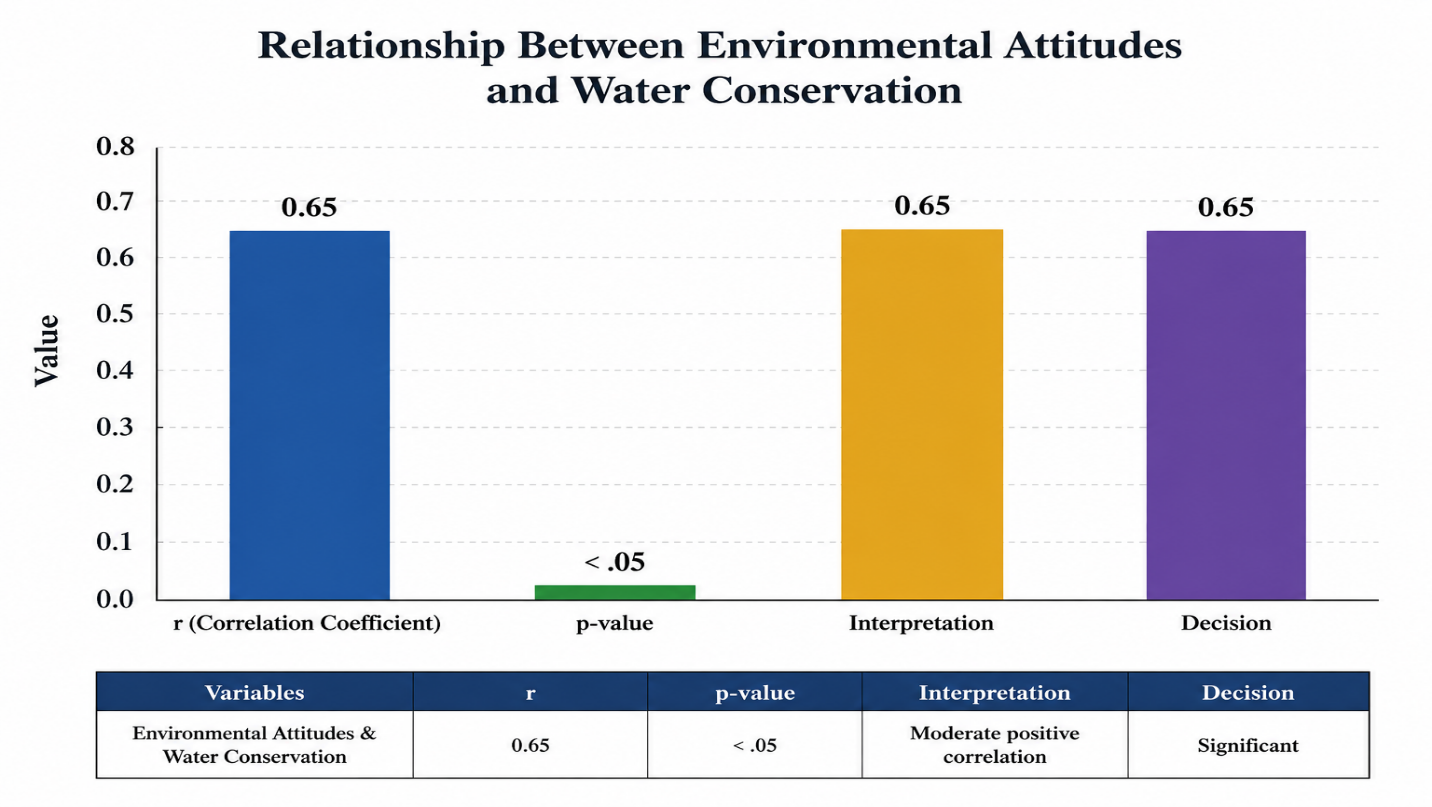 Relationship Between Environmental Attitudes
and Water Conservation
Value
0.8
0.7
0.6
0.5
0.4
0.3
0.2
0.1
0.0
0.65
< .05
0.65
0.65
r (Correlation Coefficient)
p-value
Interpretation
Decision
Variables
r
p-value
Interpretation
Decision
Environmental Attitudes &
Water Conservation
0.65
< .05
Moderate positive
correlation
Significant